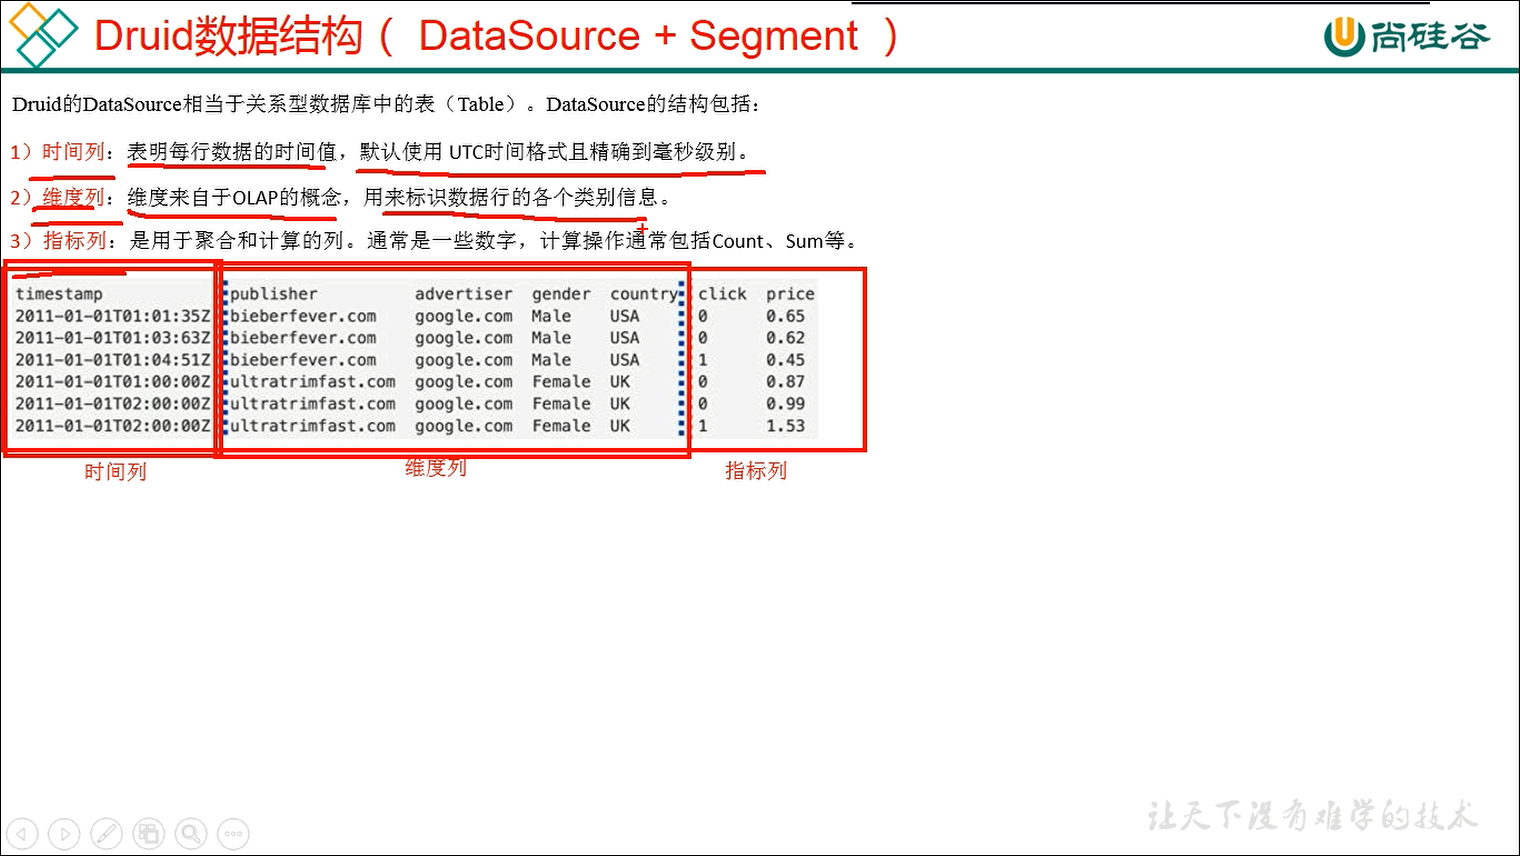 Druid数据结构（ DataSource + Segment ）
尚硅谷
Druid的DataSource相当于关系型数据库中的表（Table）。DataSource的结构包括：
1）时间列：表明每行数据的时间值，默认使用 UTC时间格式且精确到毫秒级别。
2）维度列：维度来自于OLAP的概念，用来标识数据行的各个类别信息。
3）指标列：是用于聚合和计算的列。通常是一些数字，计算操作通常包括Count、Sum等。
timestamp publisher advertiser gender country click price
2011-01-01T01:01:35Z bieberfever.com google.com Male USA 0 0.65
2011-01-01T01:03:63Z bieberfever.com google.com Male USA 0 0.62
2011-01-01T01:04:51Z bieberfever.com google.com Male USA 1 0.45
2011-01-01T01:00:00Z ultratrimfast.com google.com Female UK 0 0.87
2011-01-01T02:00:00Z ultratrimfast.com google.com Female UK 0 0.99
2011-01-01T02:00:00Z ultratrimfast.com google.com Female UK 1 1.53
时间列 维度列 指标列
让天下没有难学的技术